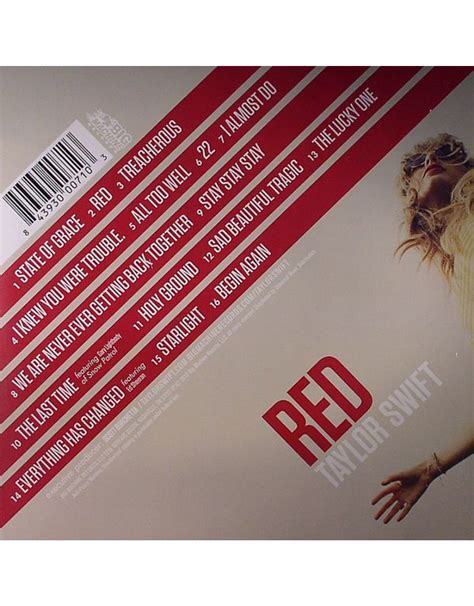 8 43930 00710 3
1 STATE OF GRACE 2 RED 3 TREACHEROUS
4 I KNEW YOU WERE TROUBLE. 5 ALL TOO WELL 6 22 7 I ALMOST DO
8 WE ARE NEVER EVER GETTING BACK TOGETHER 9 STAY STAY STAY
10 THE LAST TIME featuring Gary Lightbody of Snow Patrol 11 HOLY GROUND 12 SAD BEAUTIFUL TRAGIC 13 THE LUCKY ONE
14 EVERYTHING HAS CHANGED featuring Ed Sheeran 15 STARLIGHT 16 BEGIN AGAIN
RED
TAYLOR SWIFT